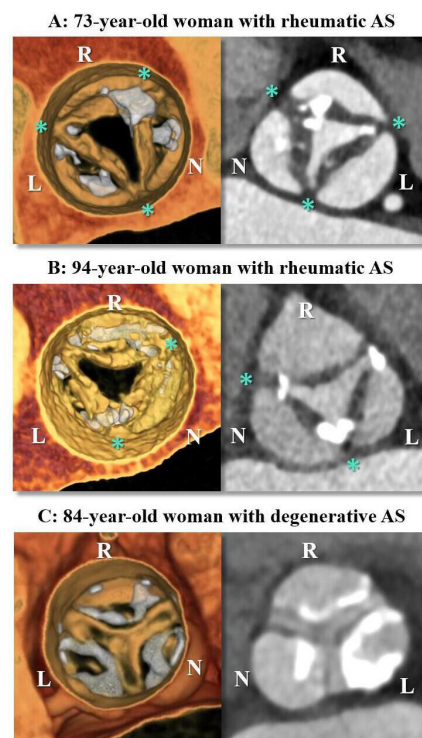 A: 73-year-old woman with rheumatic AS
R
*
*
*
*
L
N
N
L
*
*
B: 94-year-old woman with rheumatic AS
R
R
*
*
L
N
N
L
*
*
C: 84-year-old woman with degenerative AS
R
R
L
N
N
L